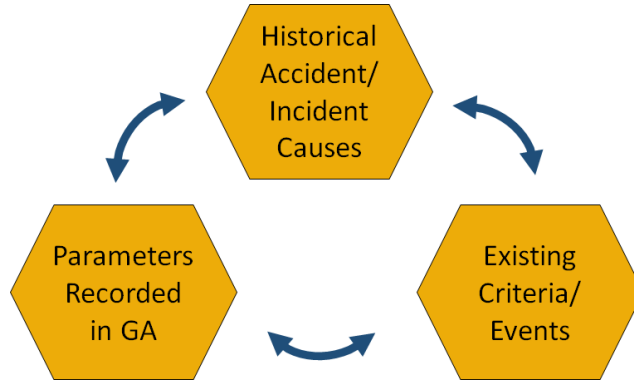 Historical
Accident/
Incident
Causes
Parameters
Recorded
in GA
Existing
Criteria/
Events